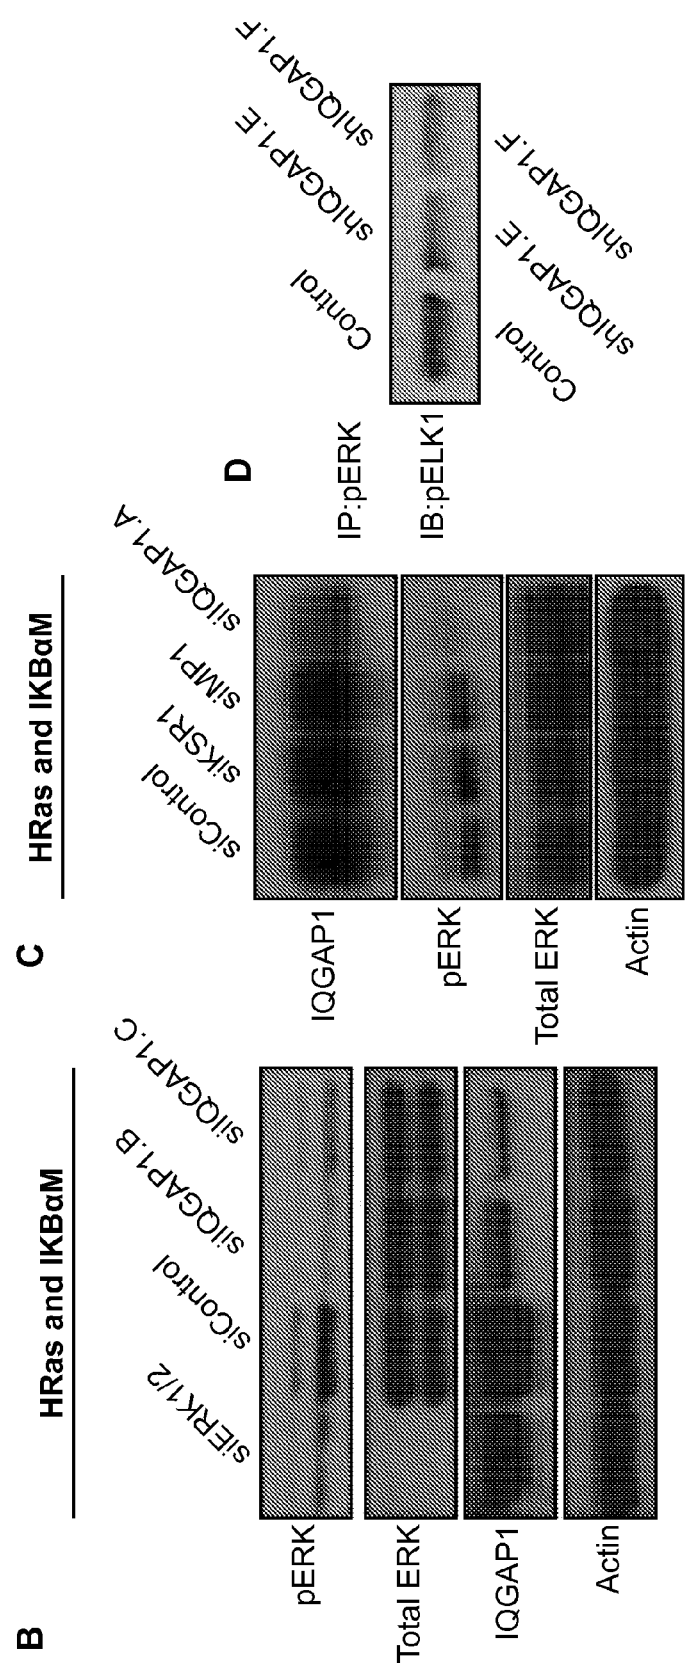 B
HRas and IKBαM
siERK1/2
siControl
siIQGAP1.B
siIQGAP1.C
pERK
Total ERK
IQGAP1
Actin
C
HRas and IKBαM
siControl
siKSR1
siMP1
siIQGAP1.A
IQGAP1
pERK
Total ERK
Actin
D
Control
shIQGAP1.E
shIQGAP1.F
IP:pERK
IB:pELK1
Control
shIQGAP1.E
shIQGAP1.F